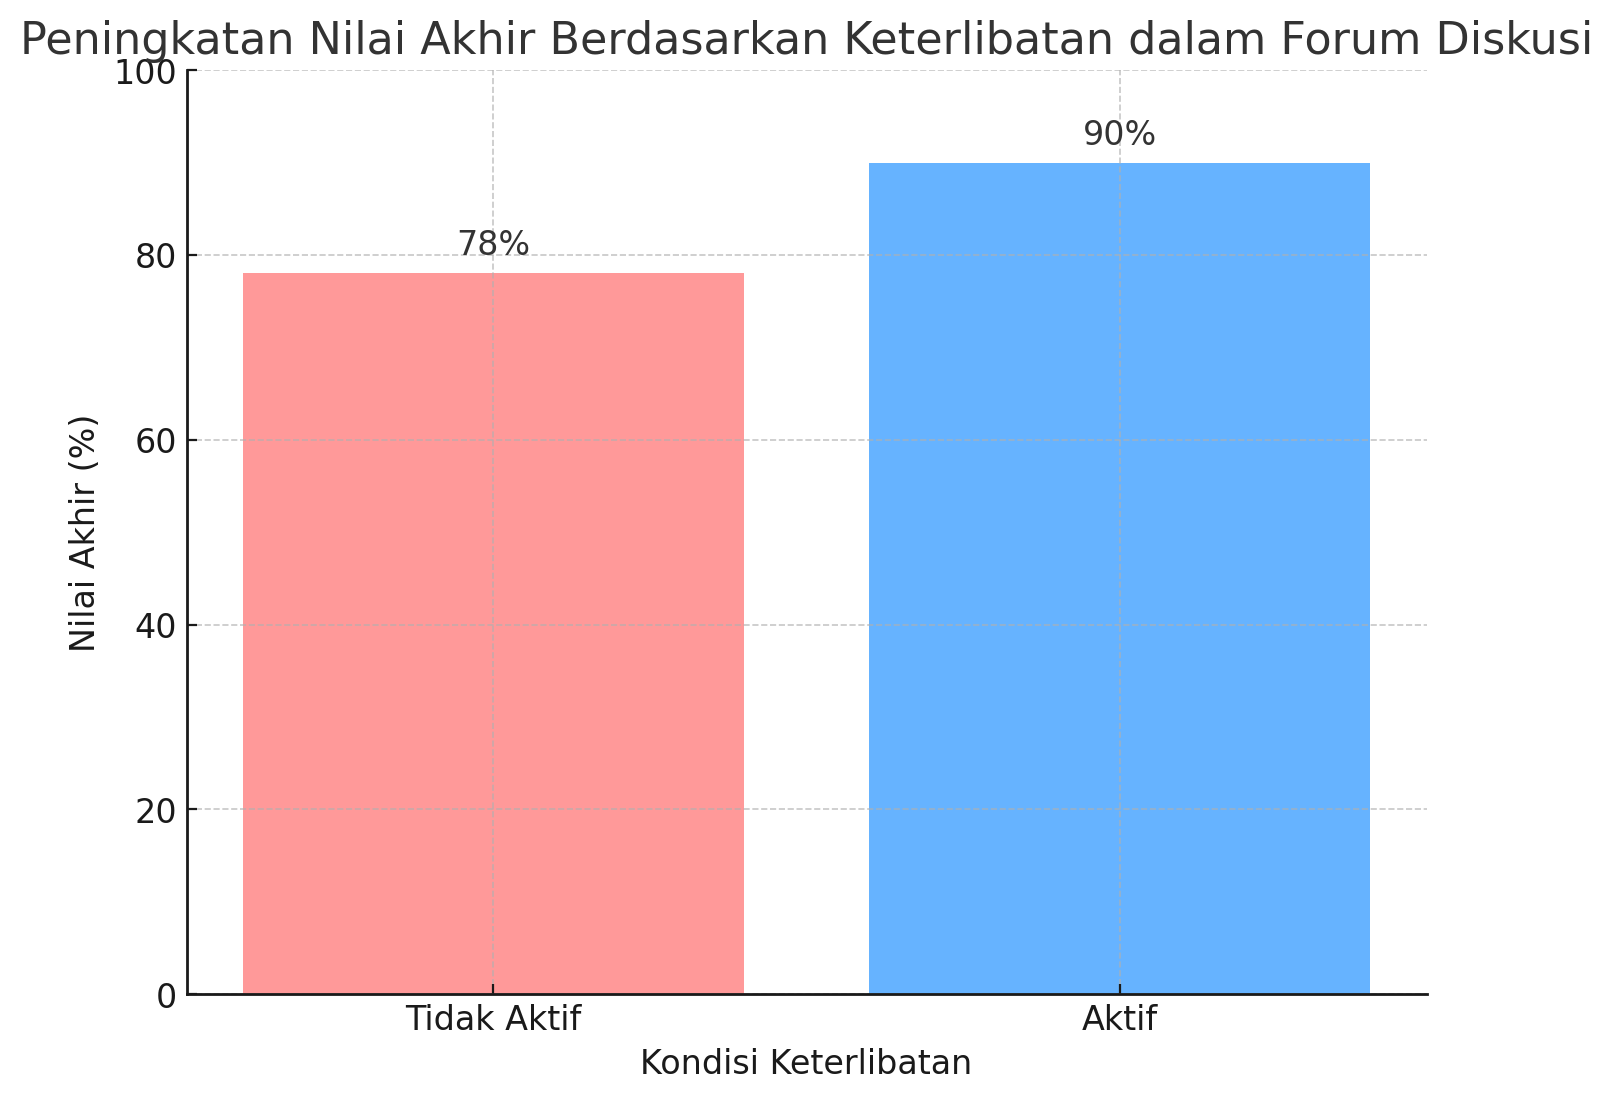 Peningkatan Nilai Akhir Berdasarkan Keterlibatan dalam Forum Diskusi
100
90%
78%
80
60
Nilai Akhir (%)
40
20
0
Tidak Aktif
Aktif
Kondisi Keterlibatan